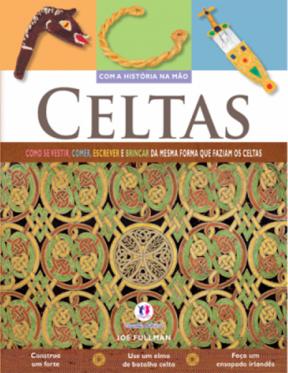 COM A HISTÓRIA NA MÃO
CELTAS
COMO SE VESTIR, COMER, ESCREVER E BRINCAR DA MESMA FORMA QUE FAZIAM OS CELTAS
JOE FULLMAN
Construa um forte
Use um elmo de batalha celta
Faça um ensopado irlandês